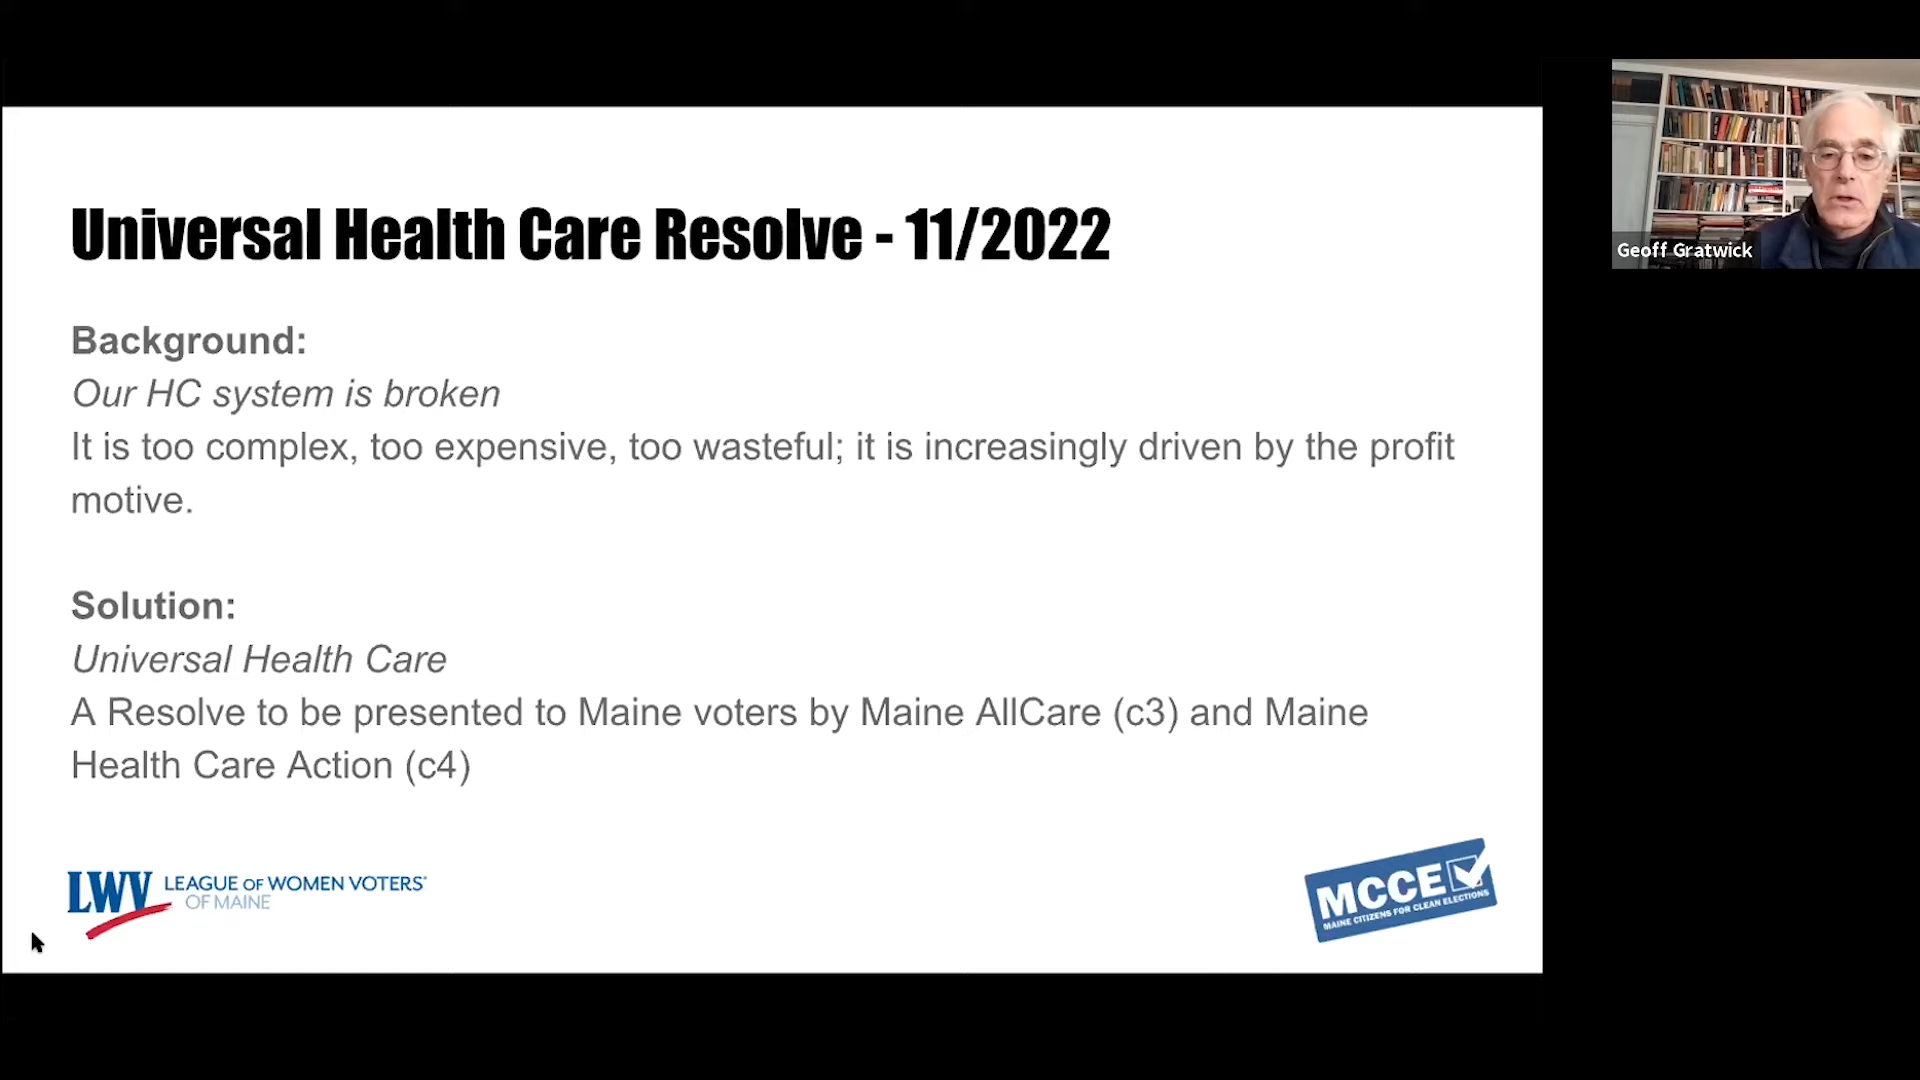 Universal Health Care Resolve - 11/2022
Background:
Our HC system is broken
It is too complex, too expensive, too wasteful; it is increasingly driven by the profit
motive.
Solution:
Universal Health Care
A Resolve to be presented to Maine voters by Maine AllCare (c3) and Maine
Health Care Action (c4)
LWV LEAGUE OF WOMEN VOTERS®
OF MAINE
MCCE
MAINE CITIZENS FOR CLEAN ELECTIONS
Geoff Gratwick